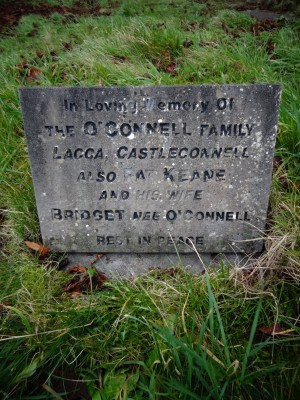 In Loving Memory Of
THE O'CONNELL FAMILY
LACCA, CASTLECONNELL
ALSO PAT KEANE
AND HIS WIFE
BRIDGET NEE O'CONNELL
REST IN PEACE